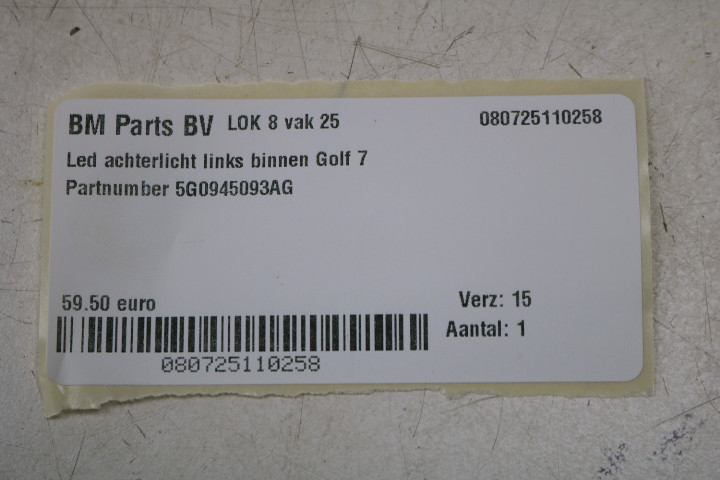 BM Parts BV LOK 8 vak 25 080725110258
Led achterlicht links binnen Golf 7
Partnumber 5G0945093AG
59.50 euro Verz: 15
Aantal: 1
080725110258